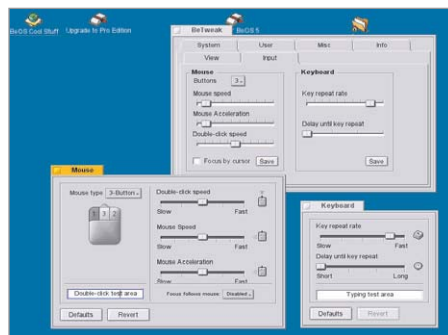 BeOS Cool Stuff
Upgrade to Pro Edition
BeOS 5
BeTweak
System User Misc Info
View Input
Mouse
Buttons 3
Mouse speed
Mouse Acceleration
Double-click speed
Focus by cursor Save
Keyboard
Key repeat rate
Delay until key repeat
Save
Mouse
Mouse type 3-Button
1 3 2
Double-click test area
Double-click speed
Slow Fast
Mouse Speed
Slow Fast
Mouse Acceleration
Slow Fast
Focus follows mouse: Disabled
Defaults Revert
Keyboard
Key repeat rate
Slow Fast
Delay until key repeat
Short Long
Typing test area
Defaults Revert